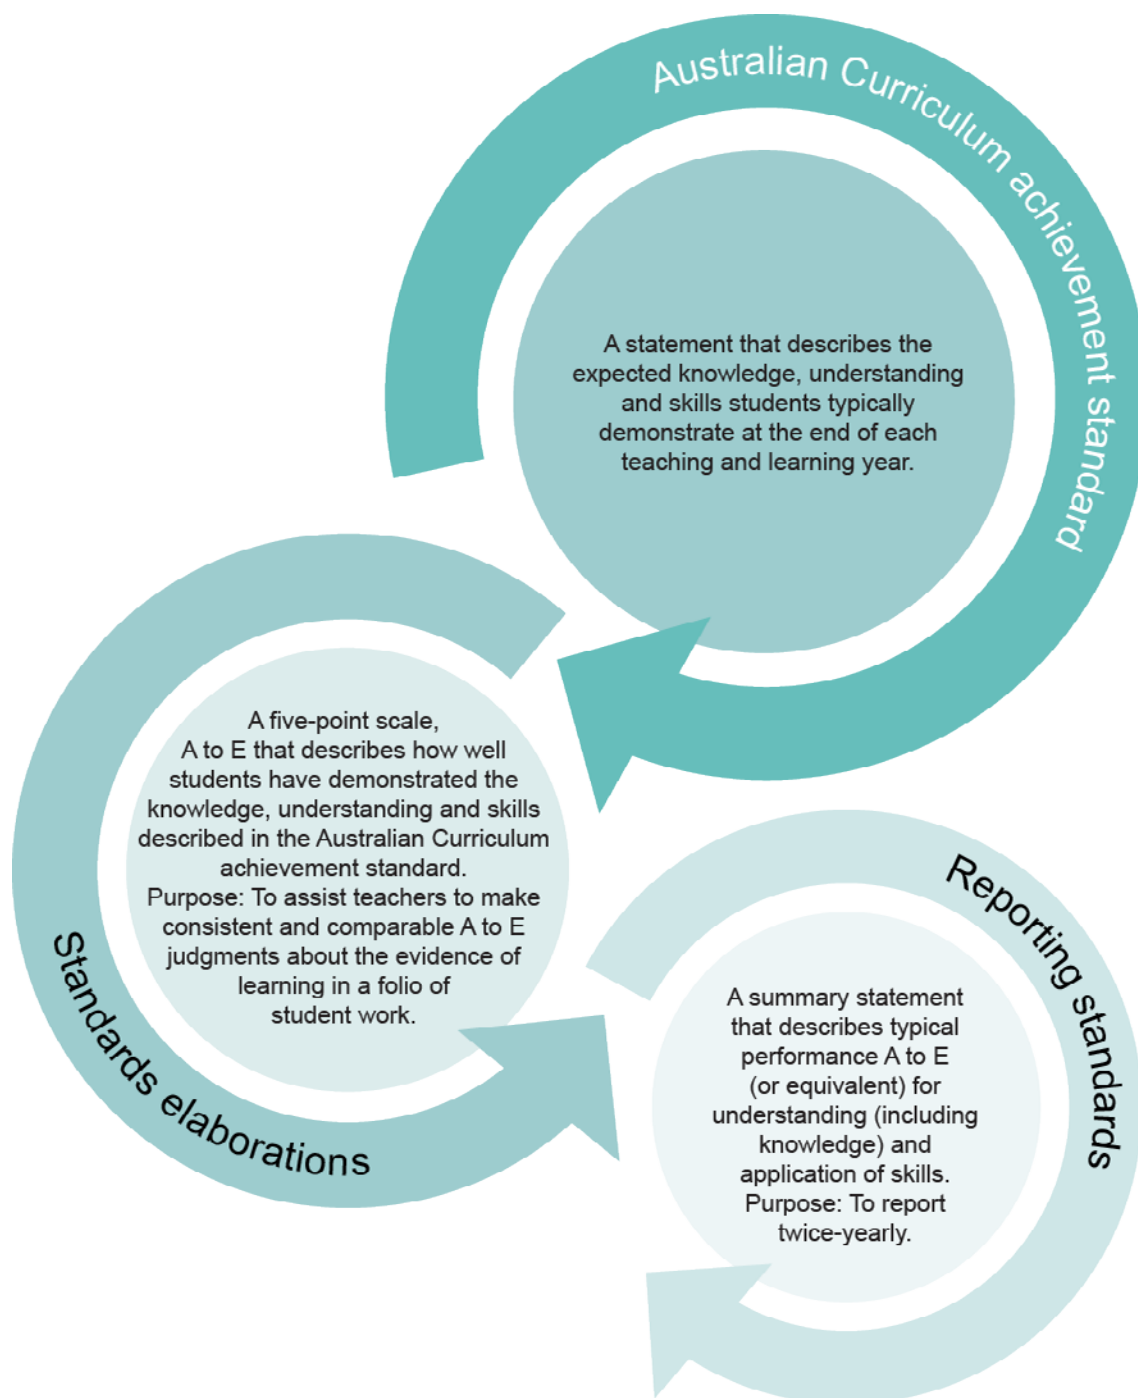 Australian Curriculum achievement standard
A statement that describes the
expected knowledge, understanding
and skills students typically
demonstrate at the end of each
teaching and learning year.
Standards elaborations
A five-point scale,
A to E that describes how well
students have demonstrated the
knowledge, understanding and skills
described in the Australian Curriculum
achievement standard.
Purpose: To assist teachers to make
consistent and comparable A to E
judgments about the evidence of
learning in a folio of
student work.
Reporting standards
A summary statement
that describes typical
performance A to E
(or equivalent) for
understanding (including
knowledge) and
application of skills.
Purpose: To report
twice-yearly.